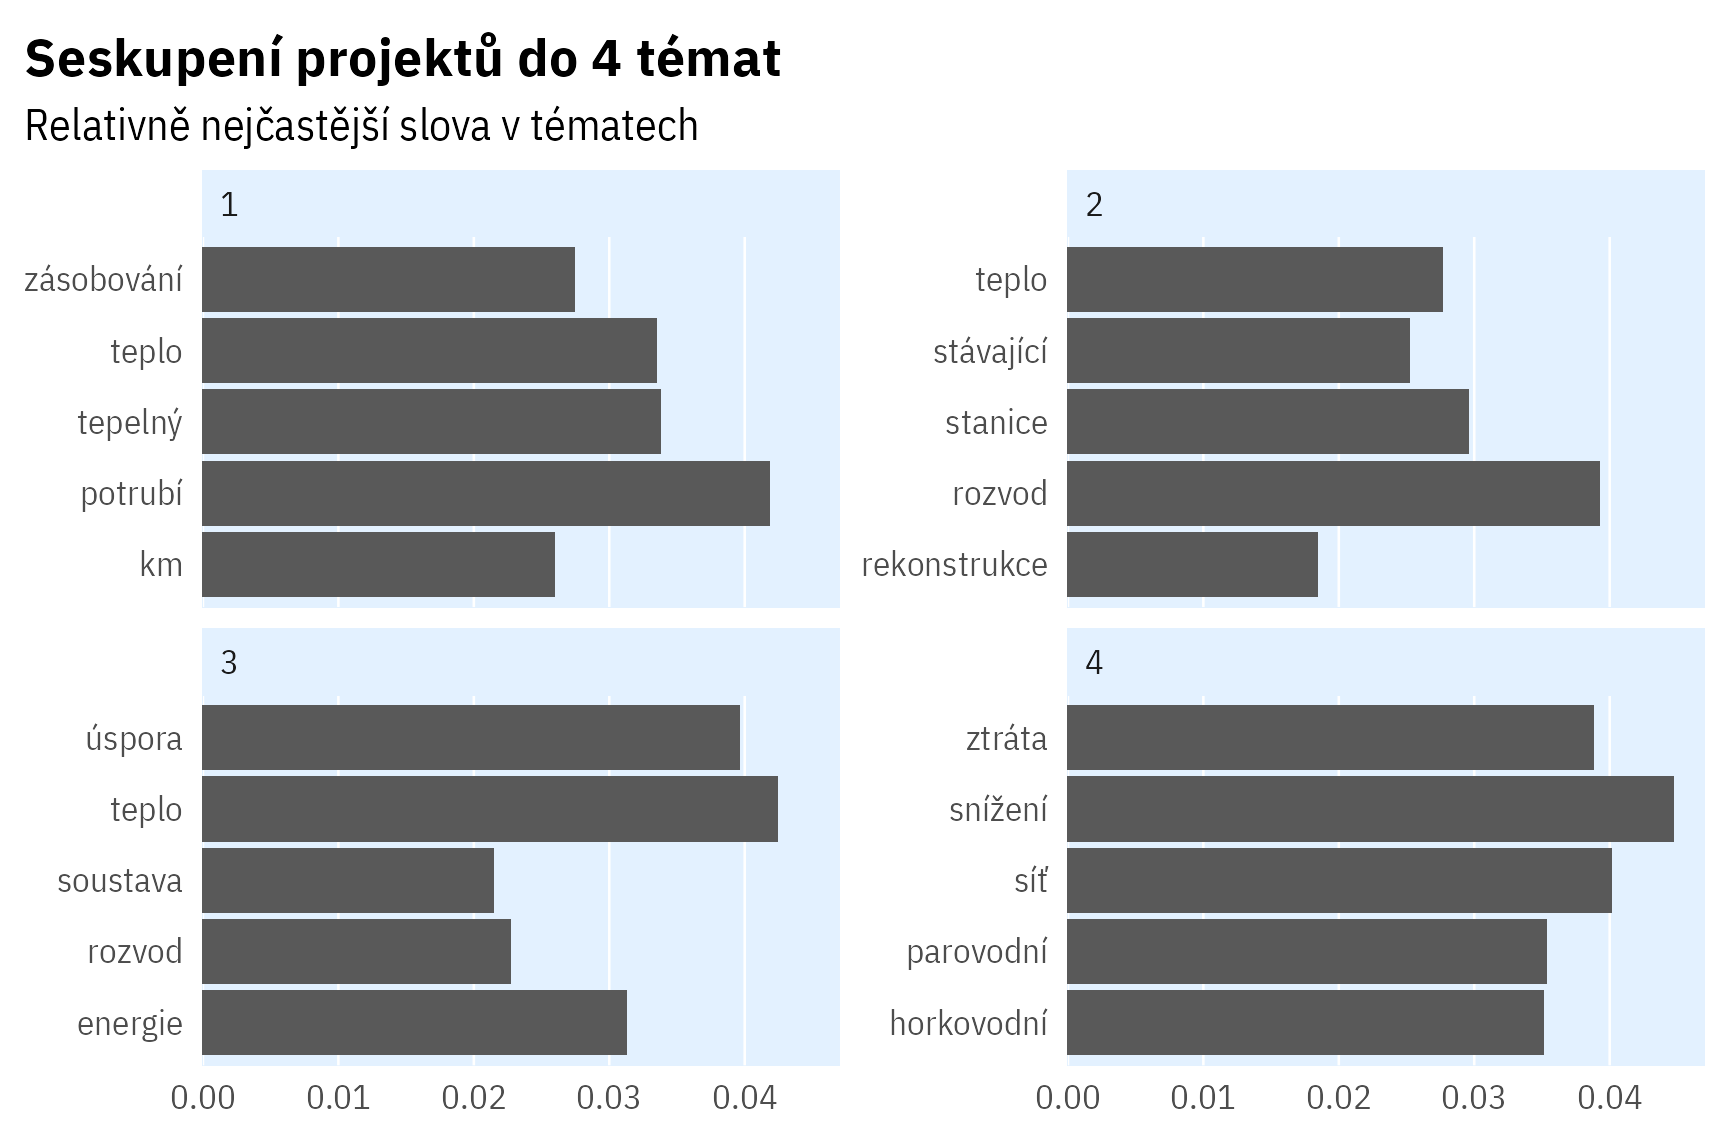 Seskupení projektů do 4 témat
Relativně nejčastější slova v tématech
1
zásobování
teplo
tepelný
potrubí
km
2
teplo
stávající
stanice
rozvod
rekonstrukce
3
úspora
teplo
soustava
rozvod
energie
0.00 0.01 0.02 0.03 0.04
4
ztráta
snížení
síť
parovodní
horkovodní
0.00 0.01 0.02 0.03 0.04